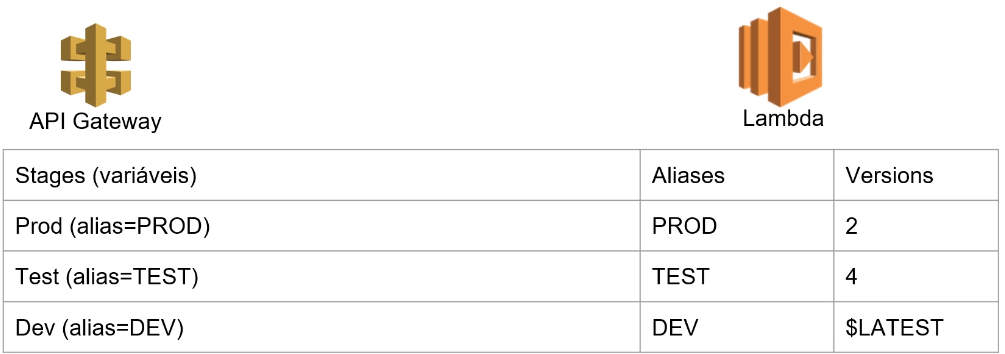 API Gateway
Lambda
Stages (variáveis) Aliases Versions
Prod (alias=PROD) PROD 2
Test (alias=TEST) TEST 4
Dev (alias=DEV) DEV $LATEST